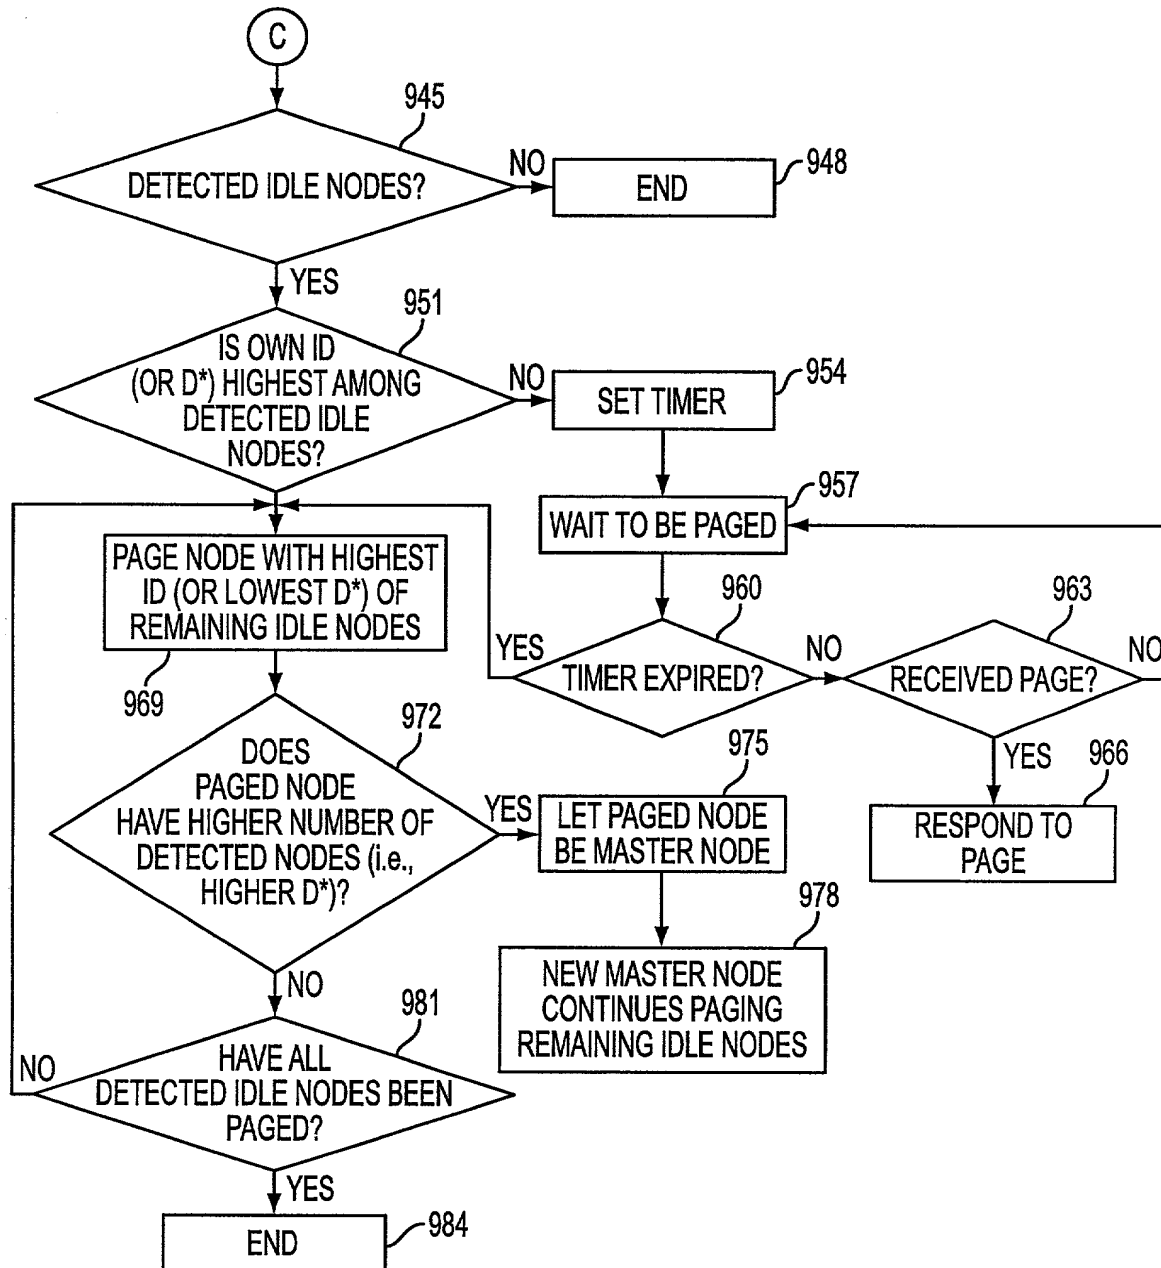 C
945
DETECTED IDLE NODES?
NO
END
948
YES
951
IS OWN ID
(OR D*) HIGHEST AMONG
DETECTED IDLE
NODES?
NO
SET TIMER
954
WAIT TO BE PAGED
957
PAGE NODE WITH HIGHEST
ID (OR LOWEST D*) OF
REMAINING IDLE NODES
969
YES
TIMER EXPIRED?
960
NO
RECEIVED PAGE?
963
NO
YES
966
RESPOND TO
PAGE
972
DOES
PAGED NODE
HAVE HIGHER NUMBER OF
DETECTED NODES (i.e.,
HIGHER D*)?
YES
975
LET PAGED NODE
BE MASTER NODE
978
NEW MASTER NODE
CONTINUES PAGING
REMAINING IDLE NODES
NO
981
HAVE ALL
DETECTED IDLE NODES BEEN
PAGED?
NO
YES
END
984